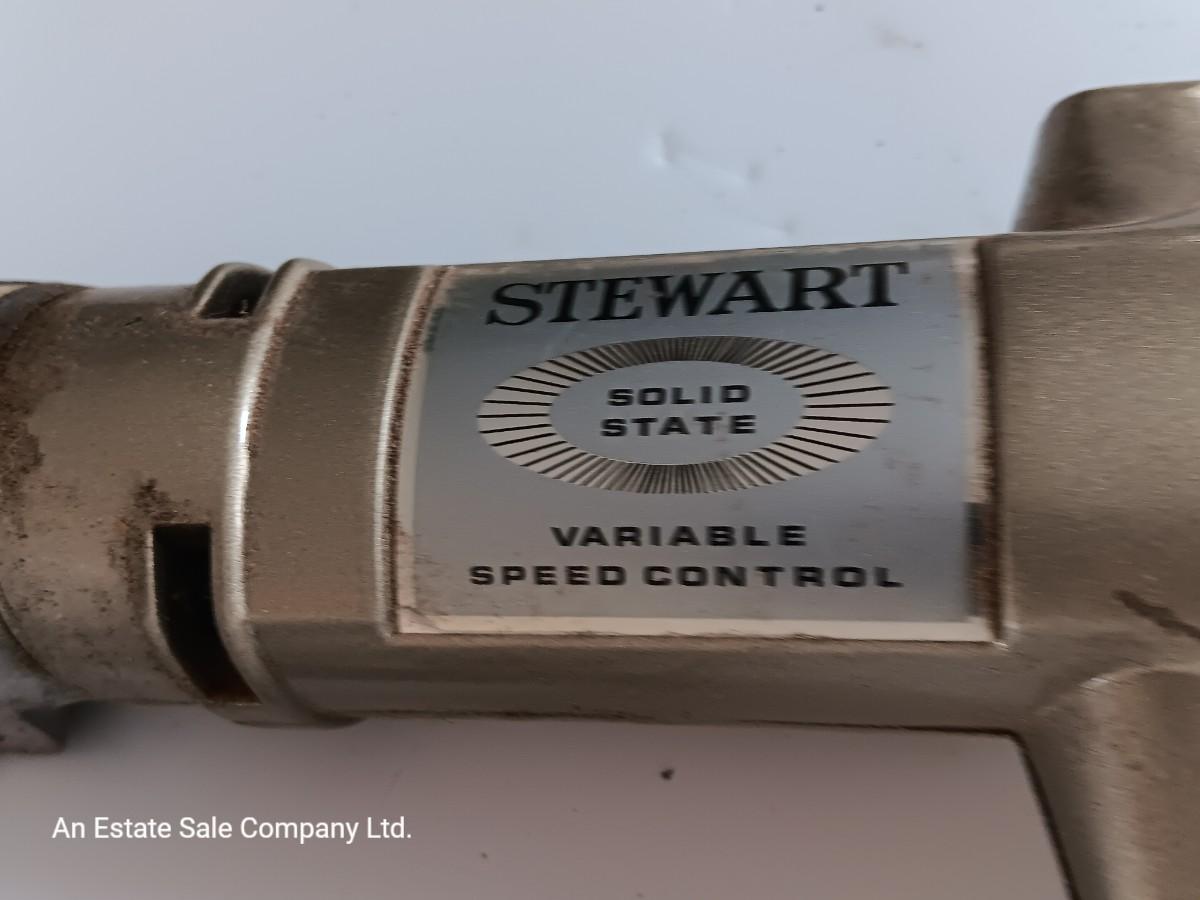 STEWART
SOLID
STATE
VARIABLE
SPEED CONTROL
An Estate Sale Company Ltd.